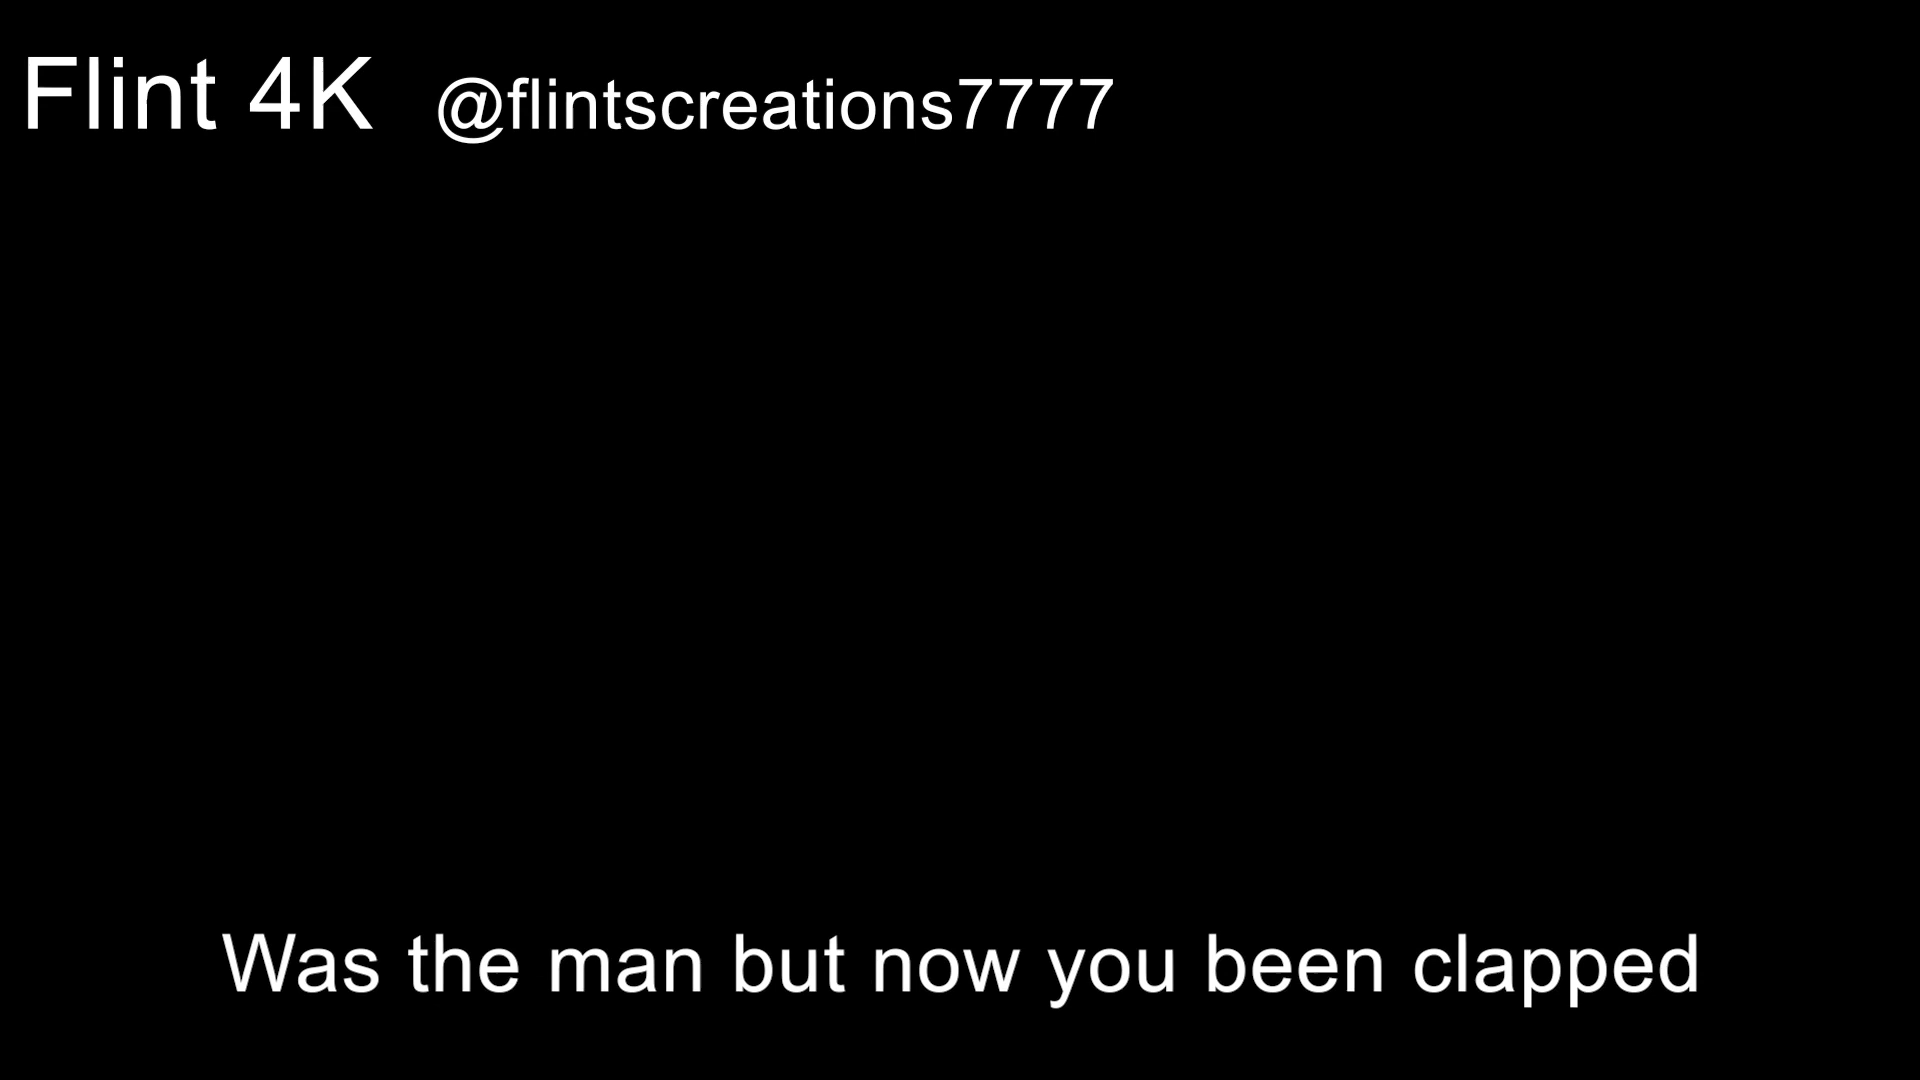 Flint 4K @flintscreations7777
Was the man but now you been clapped